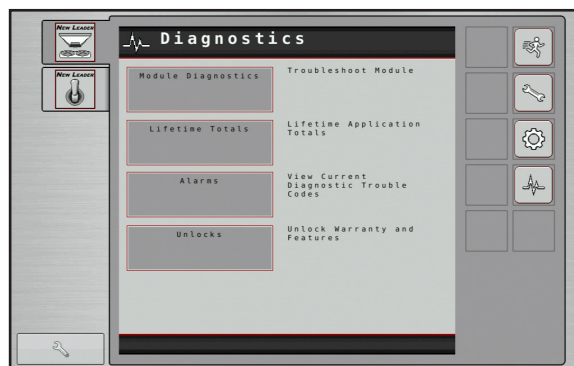 NEW LEADER
NEW LEADER
Diagnostics
Module Diagnostics
Troubleshoot Module
Lifetime Totals
Lifetime Application
Totals
Alarms
View Current
Diagnostic Trouble
Codes
Unlocks
Unlock Warranty and
Features